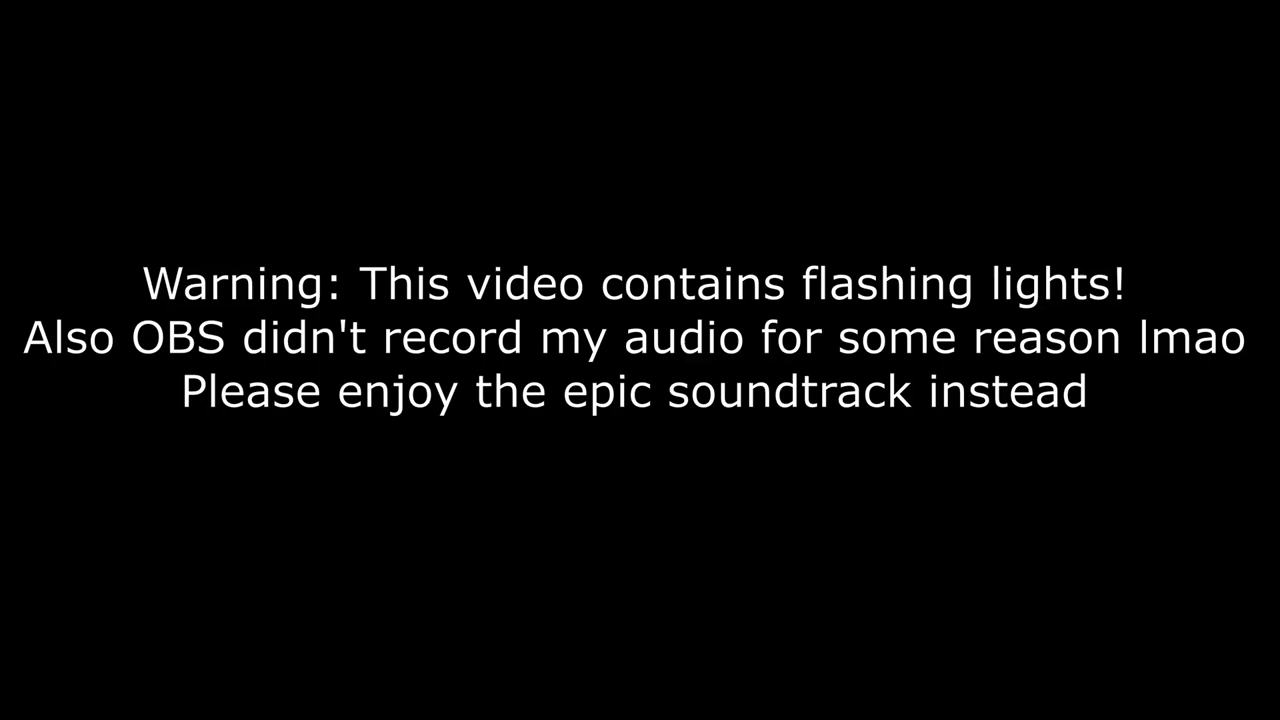 Warning: This video contains flashing lights!
Also OBS didn't record my audio for some reason lmao
Please enjoy the epic soundtrack instead